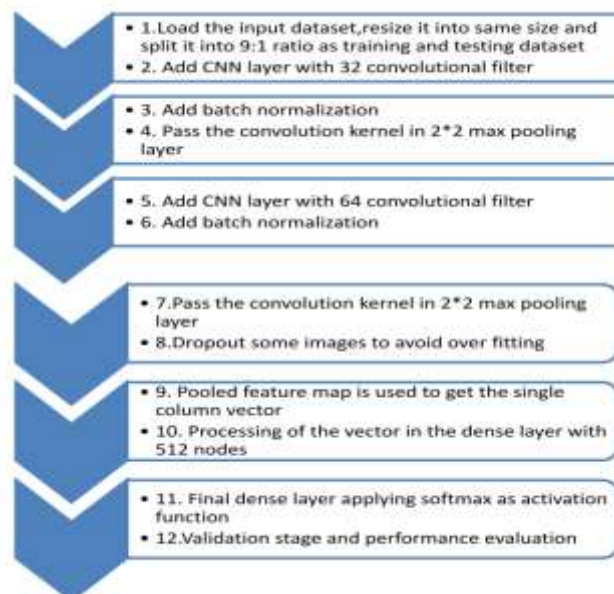 • 1.Load the input dataset,resize it into same size and
split it into 9:1 ratio as training and testing dataset
• 2. Add CNN layer with 32 convolutional filter
• 3. Add batch normalization
• 4. Pass the convolution kernel in 2*2 max pooling
layer
• 5. Add CNN layer with 64 convolutional filter
• 6. Add batch normalization
• 7.Pass the convolution kernel in 2*2 max pooling
layer
• 8.Dropout some images to avoid over fitting
• 9. Pooled feature map is used to get the single
column vector
• 10. Processing of the vector in the dense layer with
512 nodes
• 11. Final dense layer applying softmax as activation
function
• 12.Validation stage and performance evaluation